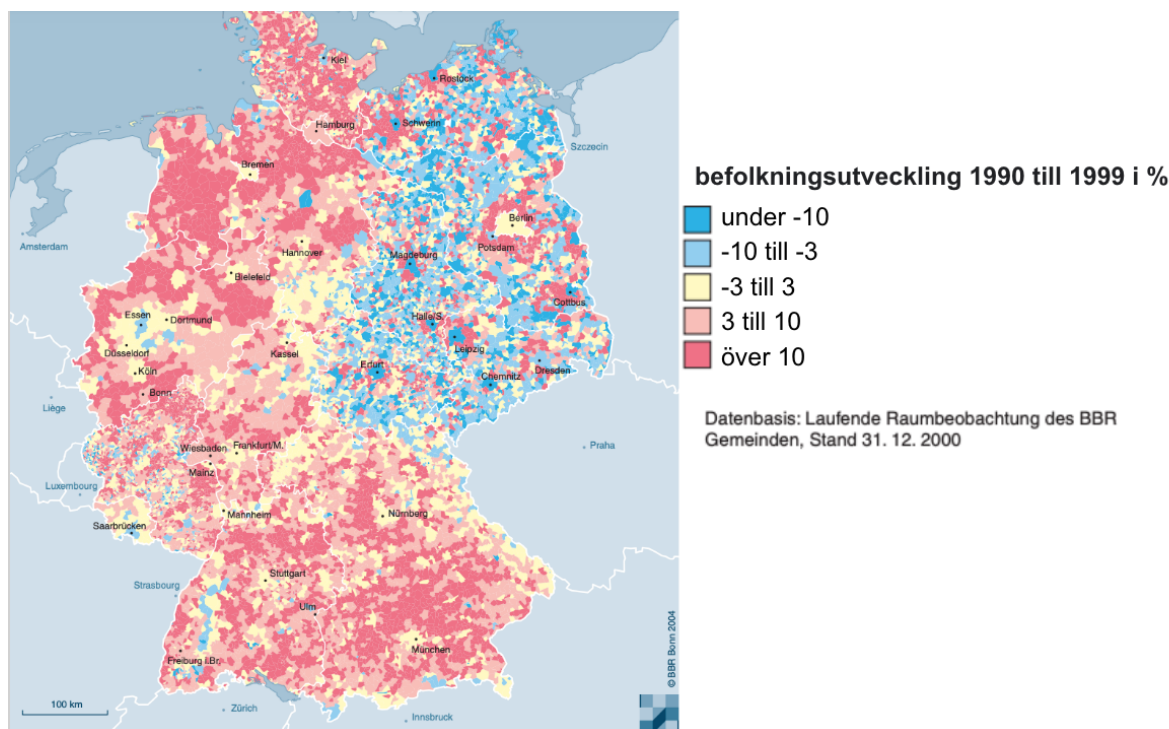 Kiel
Rostock
Hamburg
Schwerin
Szczecin
Bremen
Amsterdam
Berlin
Hannover
Potsdam
Bielefeld
Magdeburg
Essen
Dortmund
Cottbus
Halle/S.
Düsseldorf
Kassel
Leipzig
Köln
Erfurt
Dresden
Bonn
Chemnitz
Liège
Wiesbaden
Frankfurt/M.
Praha
Mainz
Luxembourg
Mannheim
Nürnberg
Saarbrücken
Strasbourg
Stuttgart
Ulm
München
Freiburg i.Br.
100 km
Zürich
Innsbruck
© BBR Bonn 2004
befolkningsutveckling 1990 till 1999 i %
under -10
-10 till -3
-3 till 3
3 till 10
över 10
Datenbasis: Laufende Raumbeobachtung des BBR
Gemeinden, Stand 31. 12. 2000